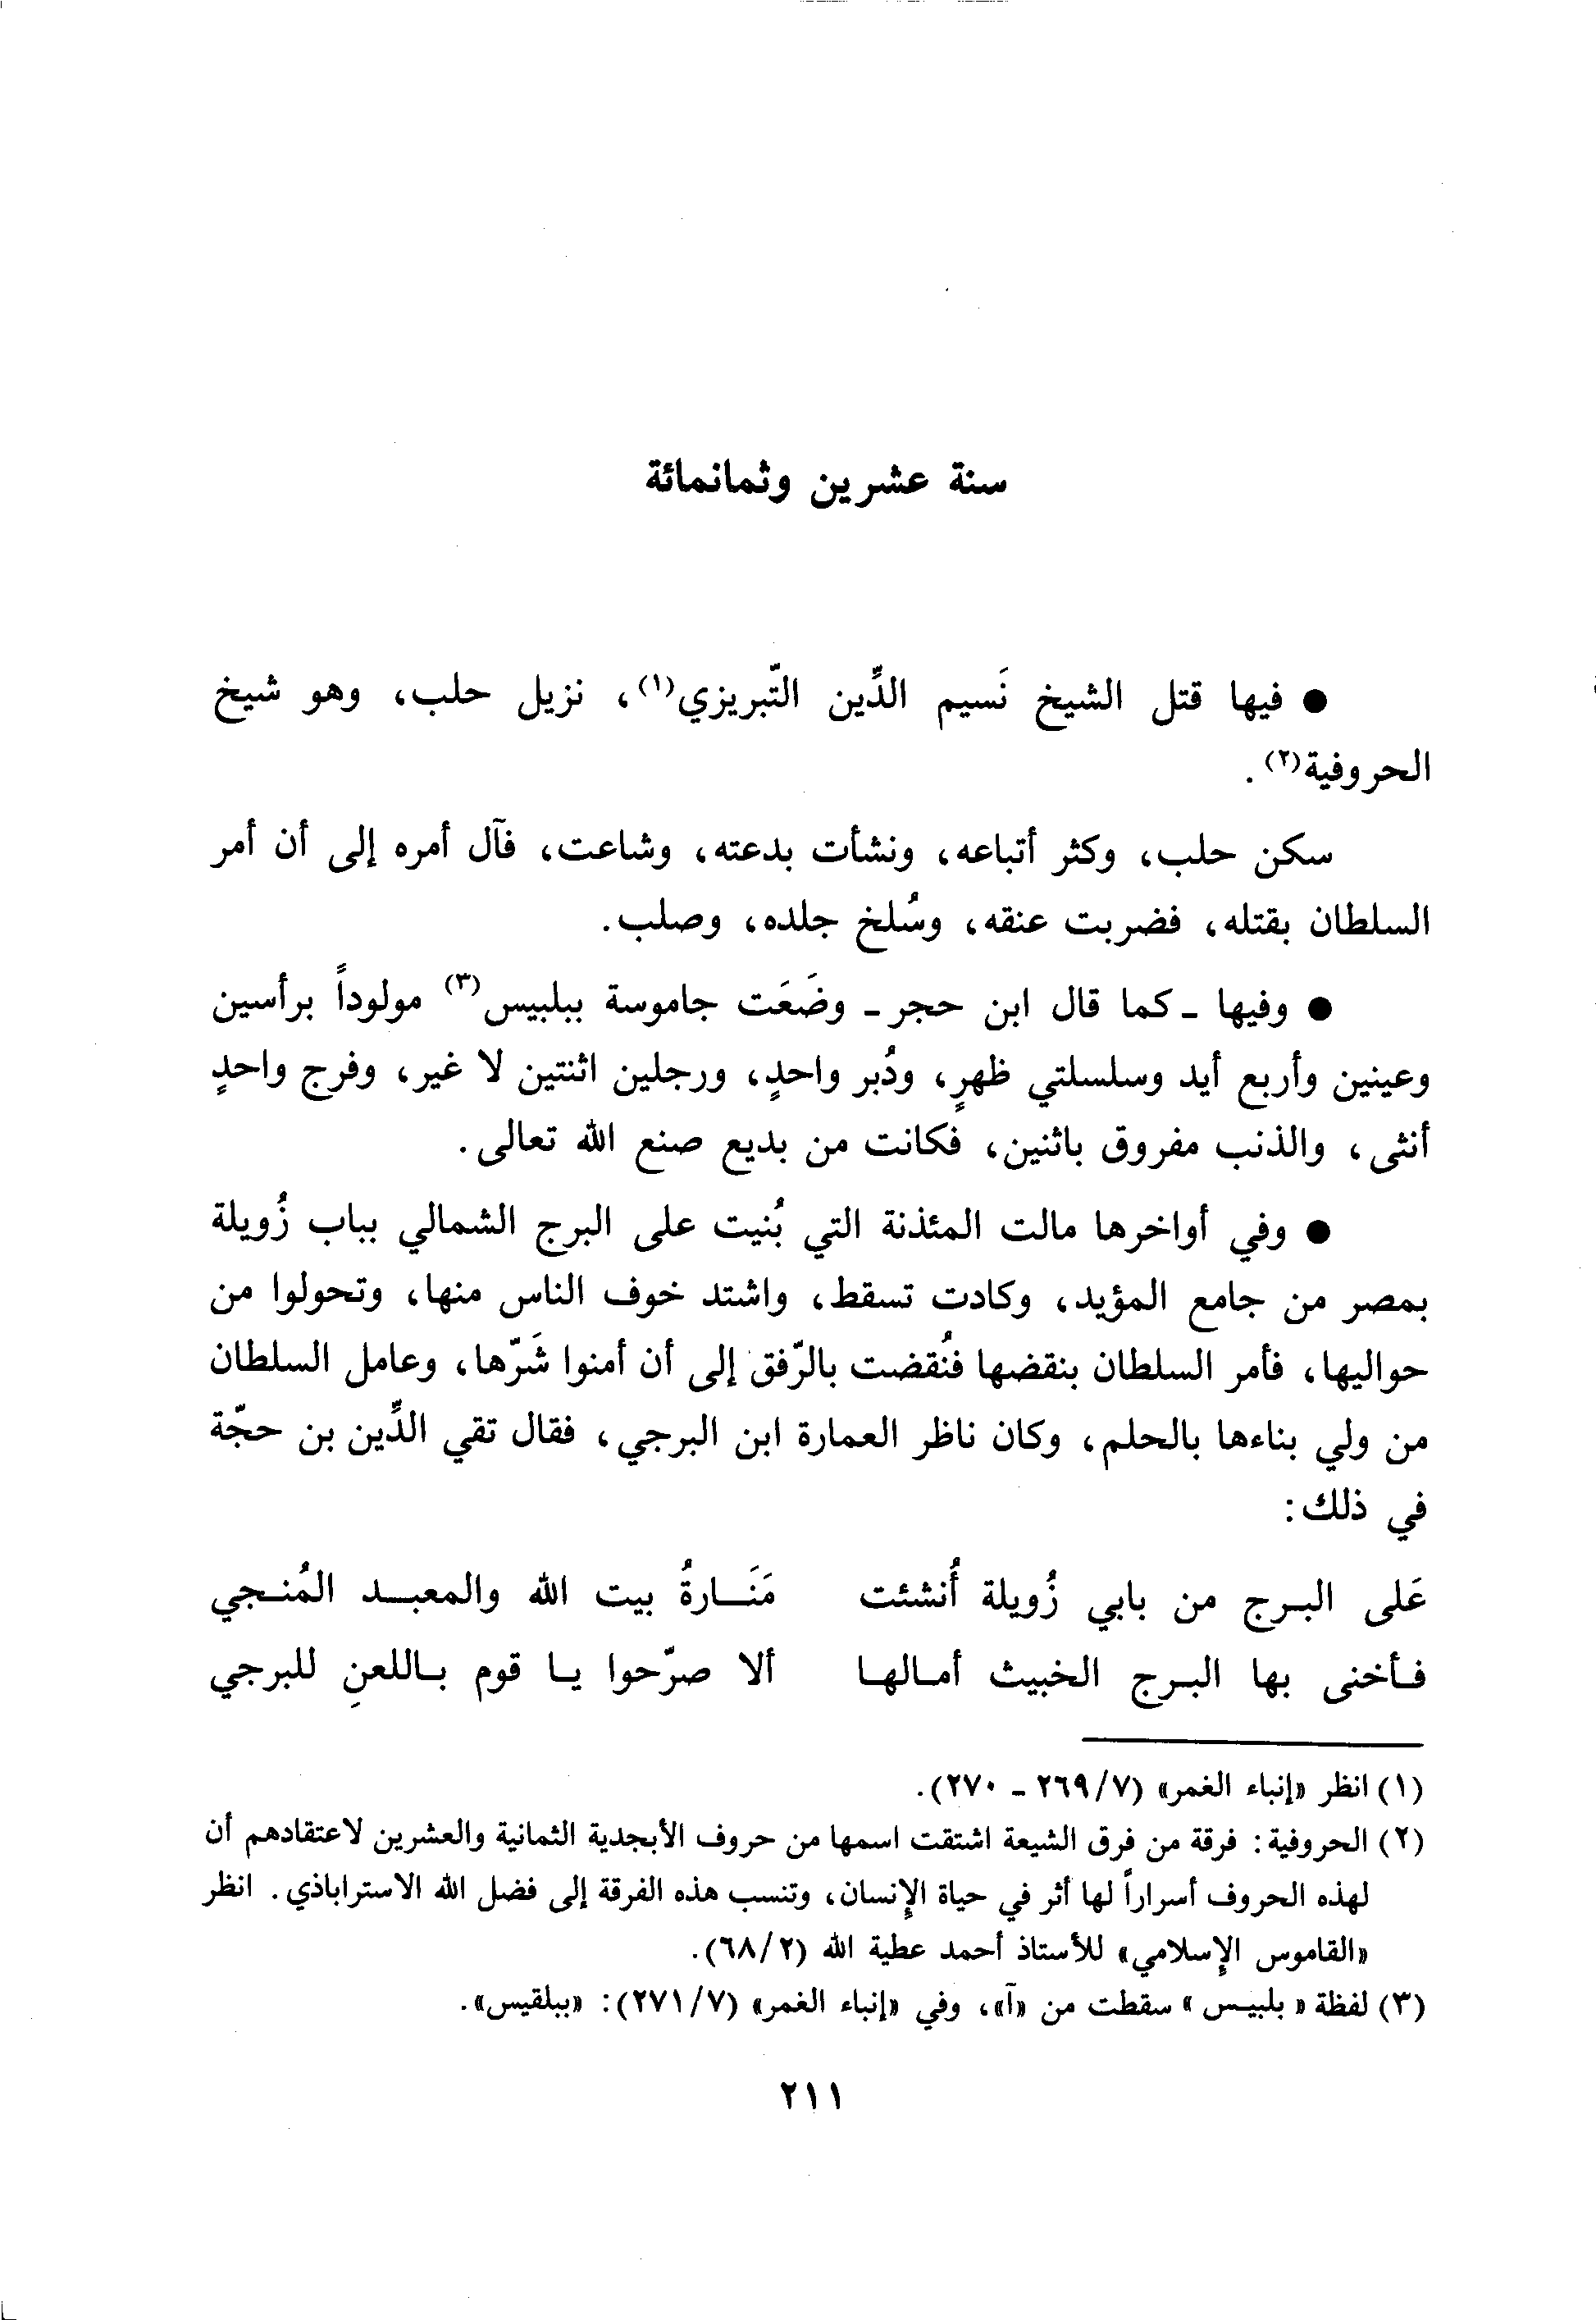 سنة عشرين وثمانمائة
● فيها قتل الشيخ نَسيم الدِّين التّبريزي(١)، نزيل حلب، وهو شيخ
الحروفية(٢).
سكن حلب، وكثر أتباعه، ونشأت بدعته، وشاعت، فآل أمره إلى أن أمر
السلطان بقتله، فضربت عنقه، وسُلخ جلده، وصلب.
● وفيها - كما قال ابن حجر - وضَعَت جاموسة ببلبيس(٣) مولوداً برأسين
وعينين وأربع أيد وسلسلتي ظهرٍ، ودُبر واحدٍ، ورجلين اثنتين لا غير، وفرج واحدٍ
أنثى، والذنب مفروق باثنين، فكانت من بديع صنع الله تعالى.
● وفي أواخرها مالت المئذنة التي بُنيت على البرج الشمالي بباب زُويلة
بمصر من جامع المؤيد، وكادت تسقط، واشتد خوف الناس منها، وتحولوا من
حواليها، فأمر السلطان بنقضها فنُقضت بالرّفق إلى أن أمنوا شَرّها، وعامل السلطان
من ولي بناءها بالحلم، وكان ناظر العمارة ابن البرجي، فقال تقي الدِّين بن حجّة
في ذلك:
عَلى البـرج من بابي زُويلة أُنشئت مَنَـارةُ بيت الله والمعبـد المُنـجي
فـأخنى بها البـرج الخبيث أمـالهـا ألا صرّحوا يـا قوم بـاللعنِ للبرجي
(١) انظر «إنباء الغمر» (٧/ ٢٦٩ - ٢٧٠).
(٢) الحروفية: فرقة من فرق الشيعة اشتقت اسمها من حروف الأبجدية الثمانية والعشرين لاعتقادهم أن
لهذه الحروف أسراراً لها أثر في حياة الإنسان، وتنسب هذه الفرقة إلى فضل الله الاستراباذي. انظر
«القاموس الإسلامي» للأستاذ أحمد عطية الله (٢/ ٦٨).
(٣) لفظة «بلبيـس» سقطت من «آ»، وفي «إنباء الغمر» (٧/ ٢٧١): «ببلقيس».
٢١١